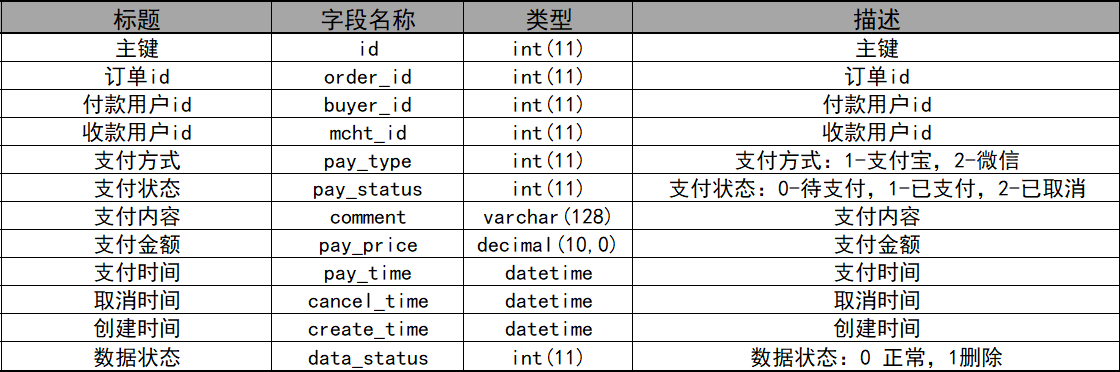 标题 字段名称 类型 描述
主键 id int(11) 主键
订单id order_id int(11) 订单id
付款用户id buyer_id int(11) 付款用户id
收款用户id mcht_id int(11) 收款用户id
支付方式 pay_type int(11) 支付方式：1-支付宝，2-微信
支付状态 pay_status int(11) 支付状态：0-待支付，1-已支付，2-已取消
支付内容 comment varchar(128) 支付内容
支付金额 pay_price decimal(10,0) 支付金额
支付时间 pay_time datetime 支付时间
取消时间 cancel_time datetime 取消时间
创建时间 create_time datetime 创建时间
数据状态 data_status int(11) 数据状态：0 正常，1删除